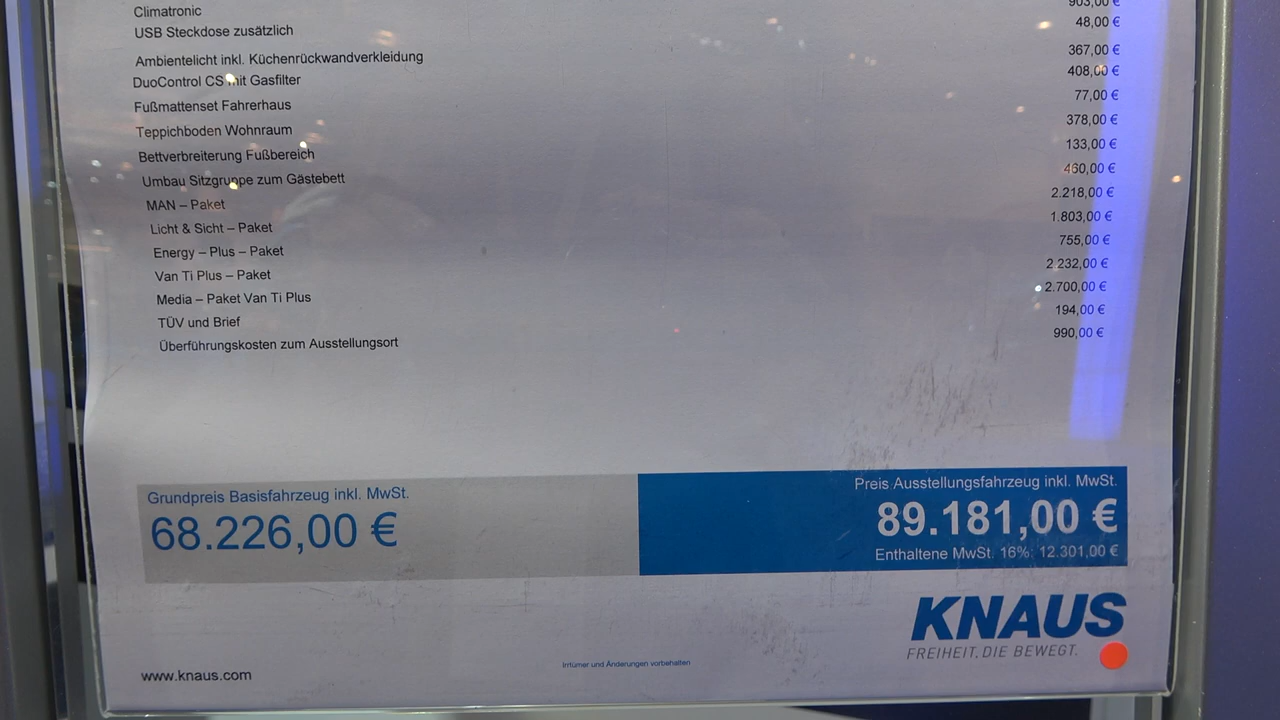 Climatronic 903,00 €
USB Steckdose zusätzlich 48,00 €
Ambientelicht inkl. Küchenrückwandverkleidung 367,00 €
DuoControl CS mit Gasfilter 408,00 €
Fußmattenset Fahrerhaus 77,00 €
Teppichboden Wohnraum 378,00 €
Bettverbreiterung Fußbereich 133,00 €
Umbau Sitzgruppe zum Gästebett 460,00 €
MAN – Paket 2.218,00 €
Licht & Sicht – Paket 1.803,00 €
Energy – Plus – Paket 755,00 €
Van Ti Plus – Paket 2.232,00 €
Media – Paket Van Ti Plus 2.700,00 €
TÜV und Brief 194,00 €
Überführungskosten zum Ausstellungsort 990,00 €
Grundpreis Basisfahrzeug inkl. MwSt.
68.226,00 €
Preis Ausstellungsfahrzeug inkl. MwSt.
89.181,00 €
Enthaltene MwSt. 16%: 12.301,00 €
KNAUS
FREIHEIT. DIE BEWEGT.
www.knaus.com
Irrtümer und Änderungen vorbehalten